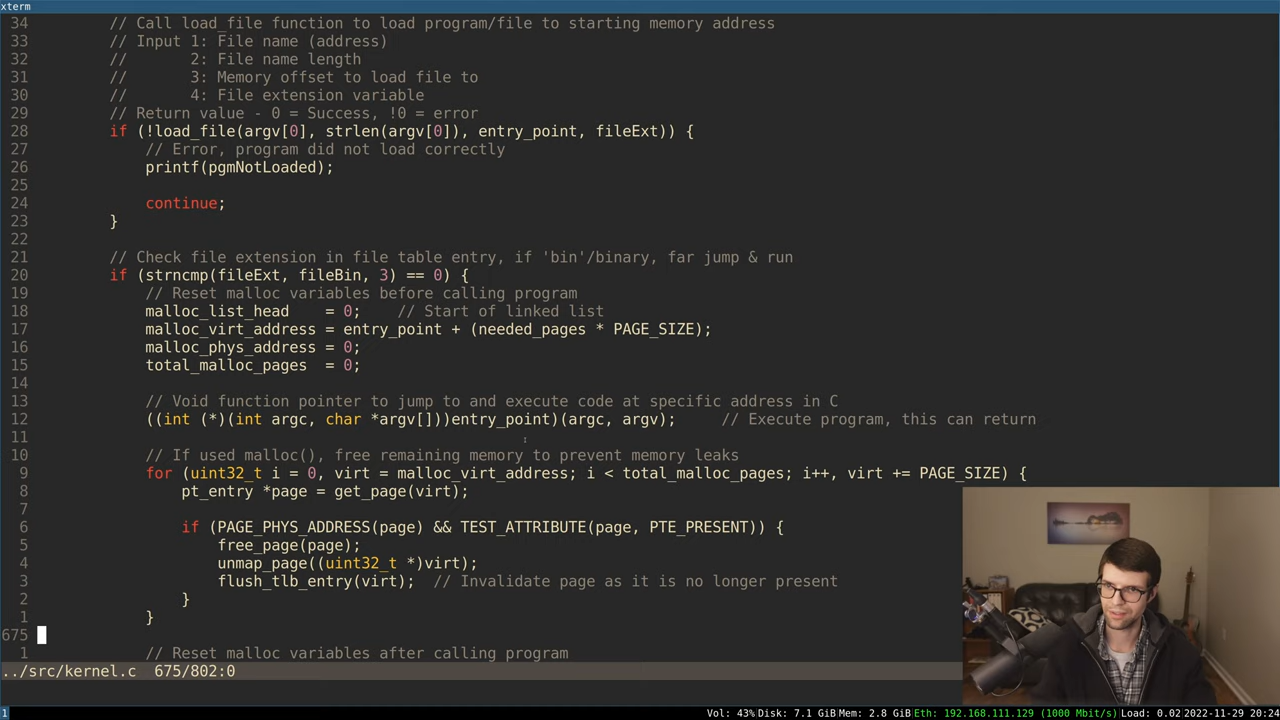 xterm
34 // Call load_file function to load program/file to starting memory address
33 // Input 1: File name (address)
32 //       2: File name length
31 //       3: Memory offset to load file to
30 //       4: File extension variable
29 // Return value - 0 = Success, !0 = error
28 if (!load_file(argv[0], strlen(argv[0]), entry_point, fileExt)) {
27     // Error, program did not load correctly
26     printf(pgmNotLoaded);
25
24     continue;
23 }
22
21 // Check file extension in file table entry, if 'bin'/binary, far jump & run
20 if (strncmp(fileExt, fileBin, 3) == 0) {
19     // Reset malloc variables before calling program
18     malloc_list_head    = 0;    // Start of linked list
17     malloc_virt_address = entry_point + (needed_pages * PAGE_SIZE);
16     malloc_phys_address = 0;
15     total_malloc_pages  = 0;
14
13     // Void function pointer to jump to and execute code at specific address in C
12     ((int (*)(int argc, char *argv[]))entry_point)(argc, argv);     // Execute program, this can return
11
10     // If used malloc(), free remaining memory to prevent memory leaks
9     for (uint32_t i = 0, virt = malloc_virt_address; i < total_malloc_pages; i++, virt += PAGE_SIZE) {
8         pt_entry *page = get_page(virt);
7
6         if (PAGE_PHYS_ADDRESS(page) && TEST_ATTRIBUTE(page, PTE_PRESENT)) {
5             free_page(page);
4             unmap_page((uint32_t *)virt);
3             flush_tlb_entry(virt);  // Invalidate page as it is no longer present
2         }
1     }
675
1     // Reset malloc variables after calling program
../src/kernel.c  675/802:0
1 Vol: 43% Disk: 7.1 GiB Mem: 2.8 GiB Eth: 192.168.111.129 (1000 Mbit/s) Load: 0.02 2022-11-29 20:24